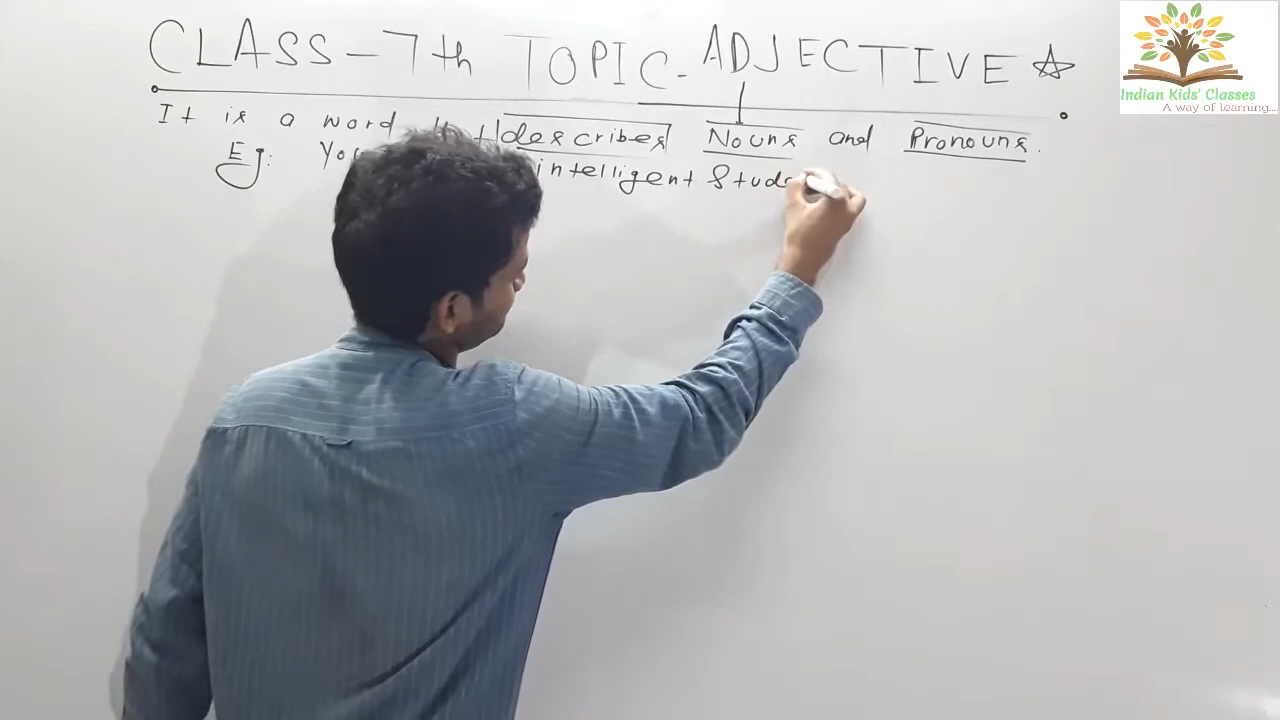 CLASS-7th TOPIC- ADJECTIVE
It is a word describes Nouns and Pronouns.
Eg: intelligent
Indian Kids' Classes
A way of learning...